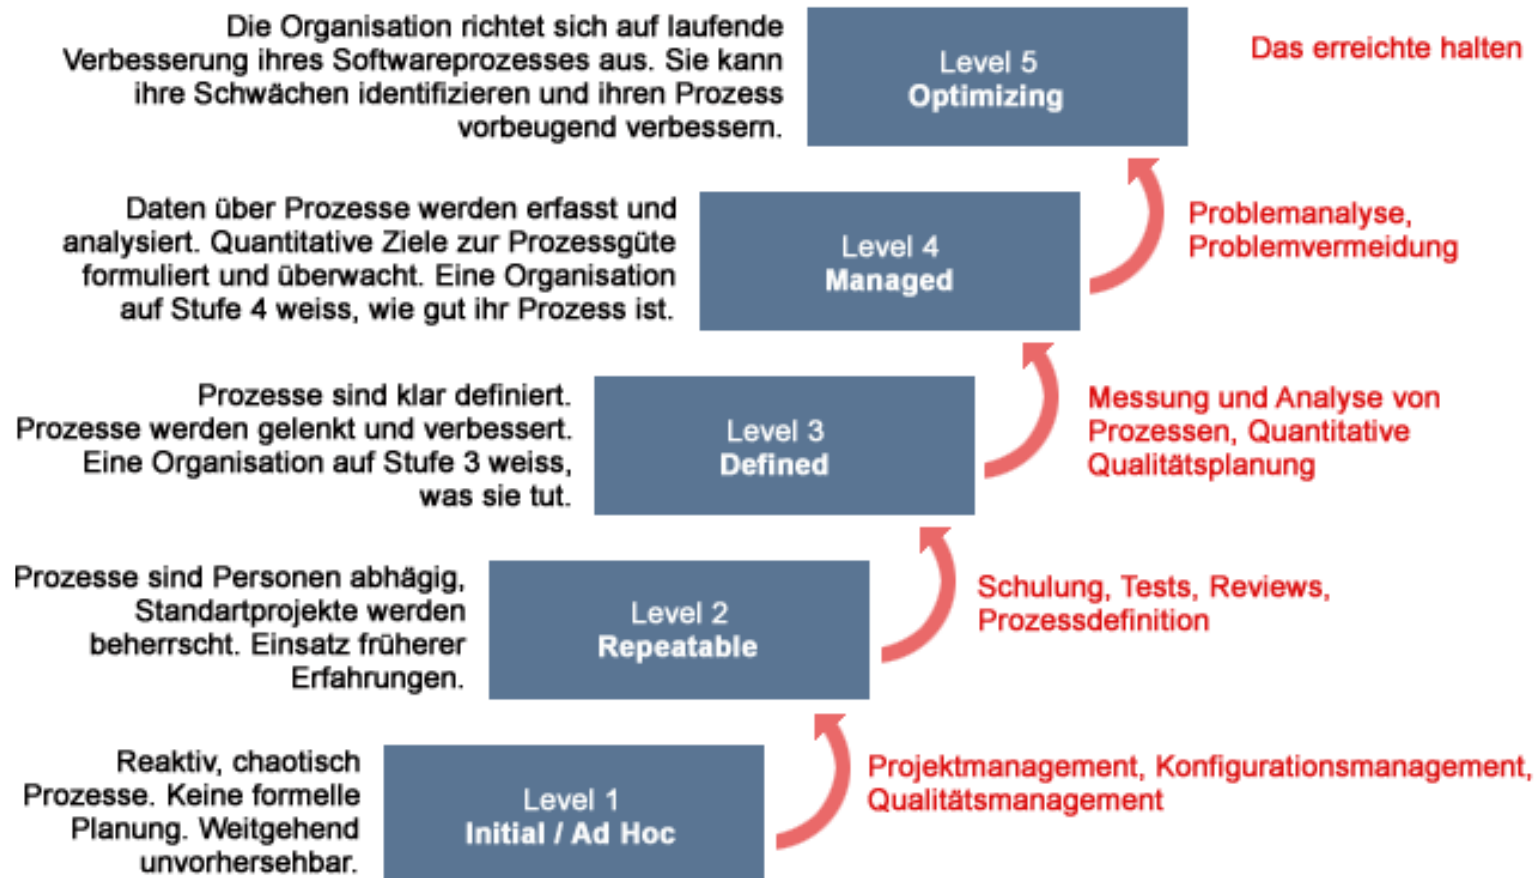 Die Organisation richtet sich auf laufende
Verbesserung ihres Softwareprozesses aus. Sie kann
ihre Schwächen identifizieren und ihren Prozess
vorbeugend verbessern.
Level 5
Optimizing
Das erreichte halten
Daten über Prozesse werden erfasst und
analysiert. Quantitative Ziele zur Prozessgüte
formuliert und überwacht. Eine Organisation
auf Stufe 4 weiss, wie gut ihr Prozess ist.
Level 4
Managed
Problemanalyse,
Problemvermeidung
Prozesse sind klar definiert.
Prozesse werden gelenkt und verbessert.
Eine Organisation auf Stufe 3 weiss,
was sie tut.
Level 3
Defined
Messung und Analyse von
Prozessen, Quantitative
Qualitätsplanung
Prozesse sind Personen abhägig,
Standartprojekte werden
beherrscht. Einsatz früherer
Erfahrungen.
Level 2
Repeatable
Schulung, Tests, Reviews,
Prozessdefinition
Reaktiv, chaotisch
Prozesse. Keine formelle
Planung. Weitgehend
unvorhersehbar.
Level 1
Initial / Ad Hoc
Projektmanagement, Konfigurationsmanagement,
Qualitätsmanagement